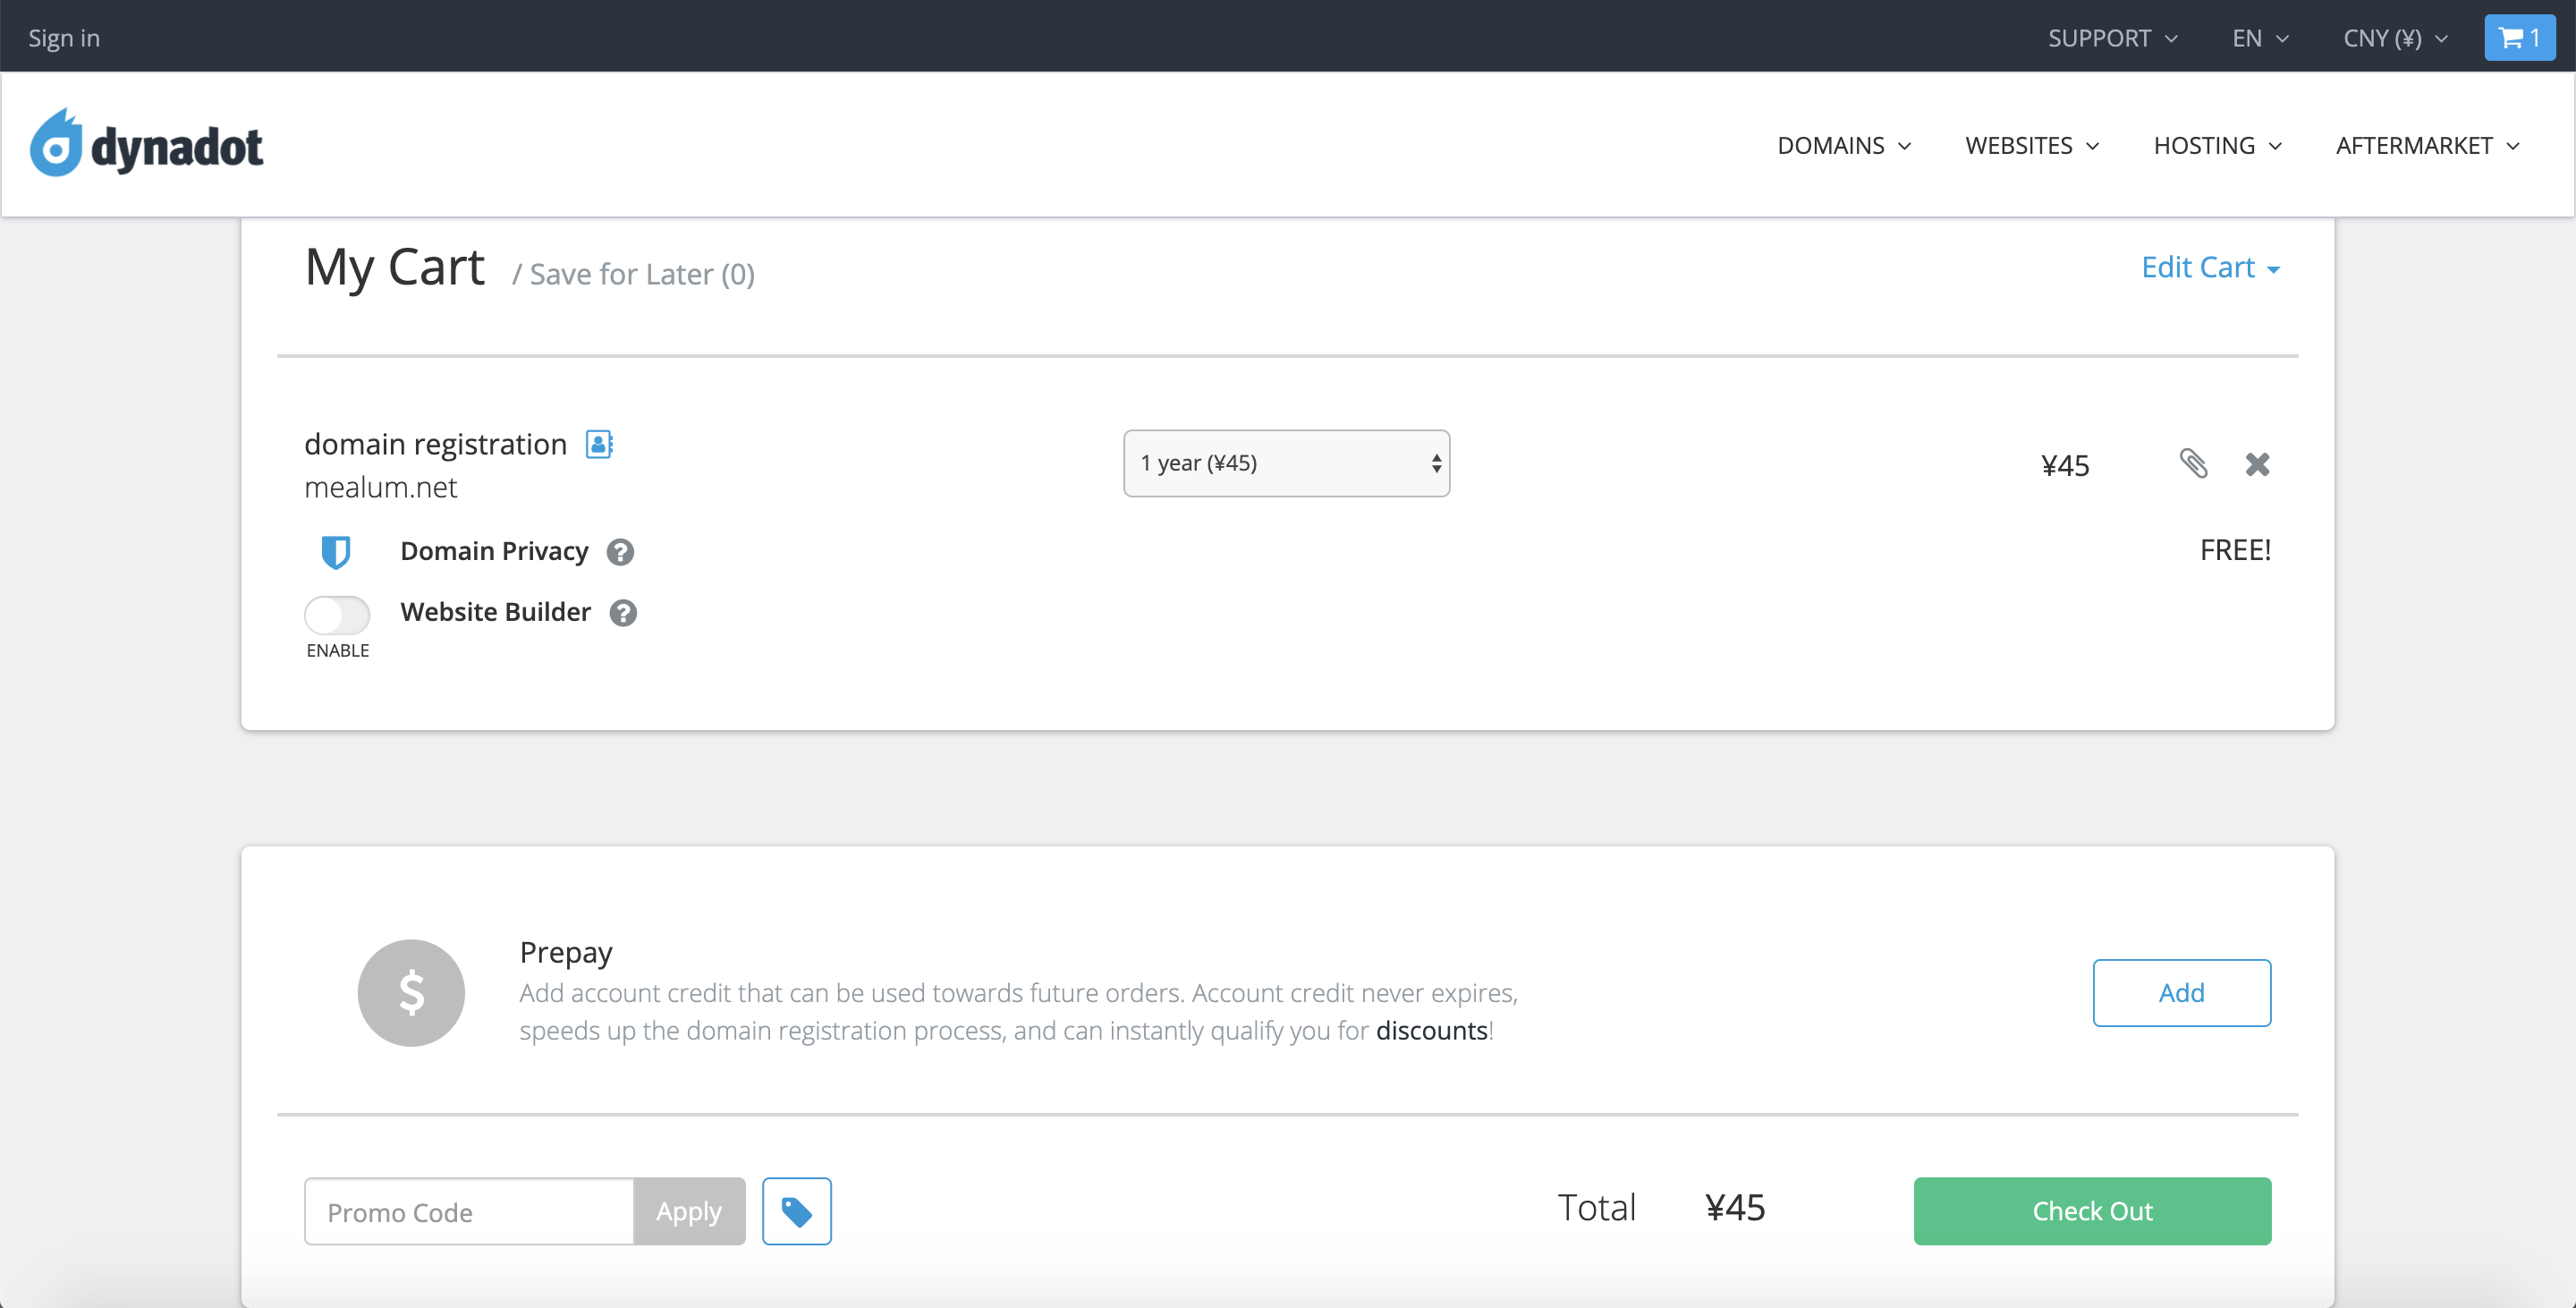 Sign in
SUPPORT
EN
CNY (¥)
1
dynadot
DOMAINS
WEBSITES
HOSTING
AFTERMARKET
My Cart / Save for Later (0)
Edit Cart
domain registration
mealum.net
1 year (¥45)
¥45
Domain Privacy ?
FREE!
Website Builder ?
ENABLE
$
Prepay
Add account credit that can be used towards future orders. Account credit never expires,
speeds up the domain registration process, and can instantly qualify you for discounts!
Add
Promo Code
Apply
Total ¥45
Check Out